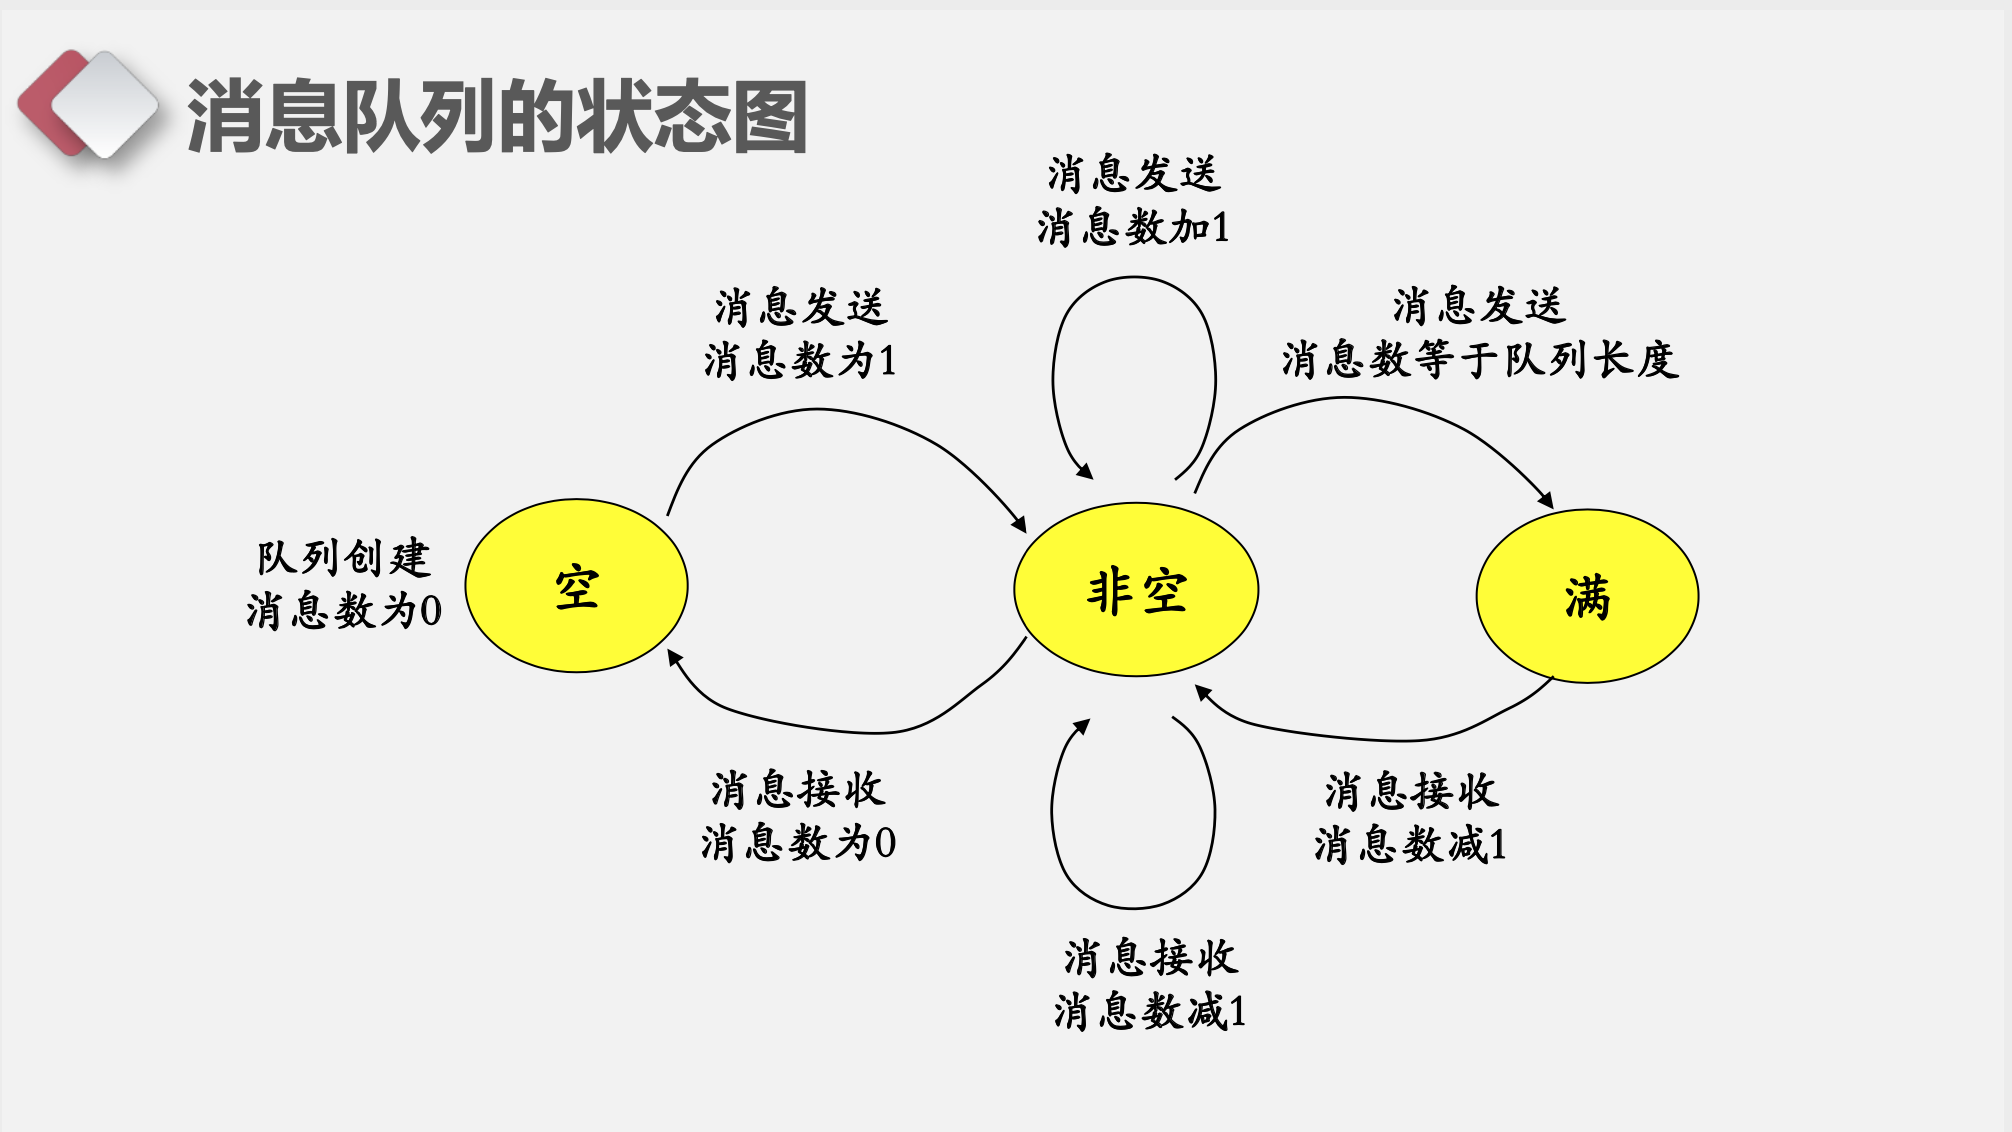 消息队列的状态图
消息发送
消息数加1
消息发送
消息数为1
消息发送
消息数等于队列长度
队列创建
消息数为0
空
非空
满
消息接收
消息数为0
消息接收
消息数减1
消息接收
消息数减1